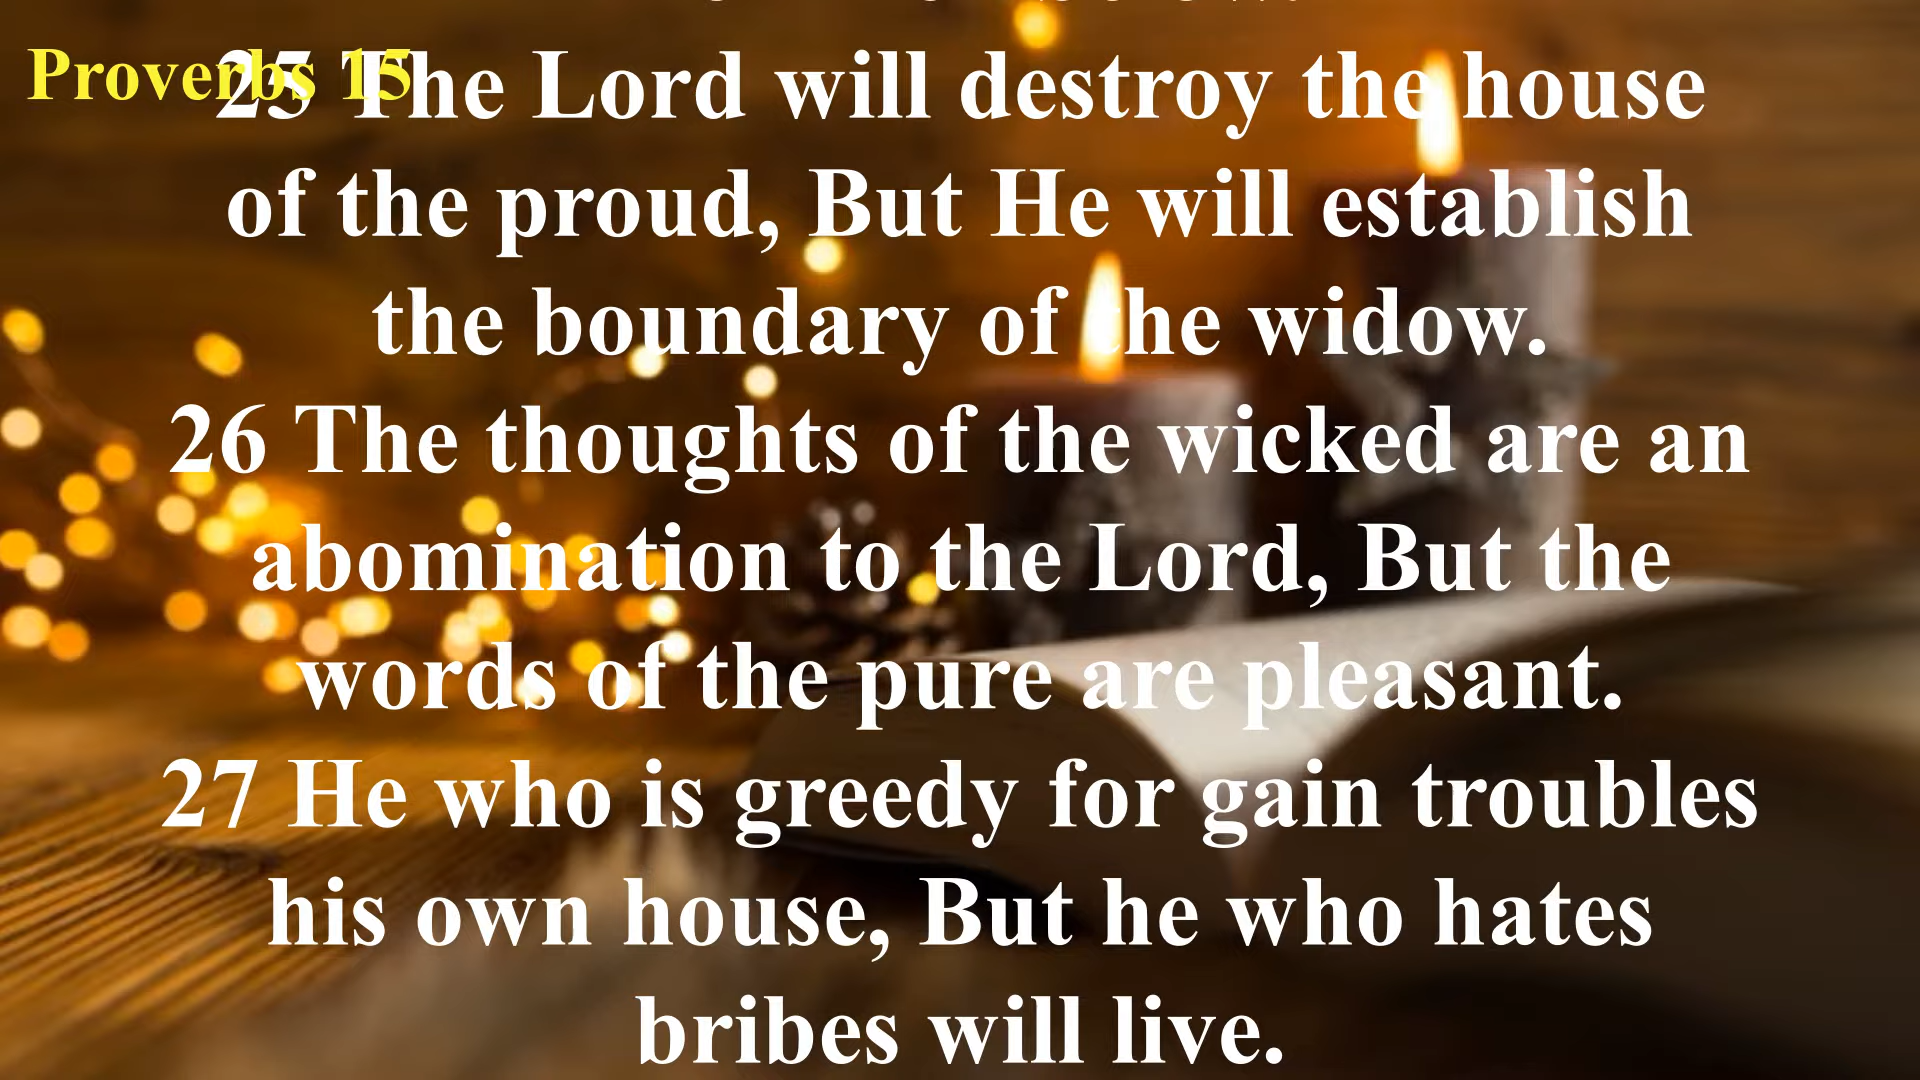 Proverbs 15
25 The Lord will destroy the house
of the proud, But He will establish
the boundary of the widow.
26 The thoughts of the wicked are an
abomination to the Lord, But the
words of the pure are pleasant.
27 He who is greedy for gain troubles
his own house, But he who hates
bribes will live.